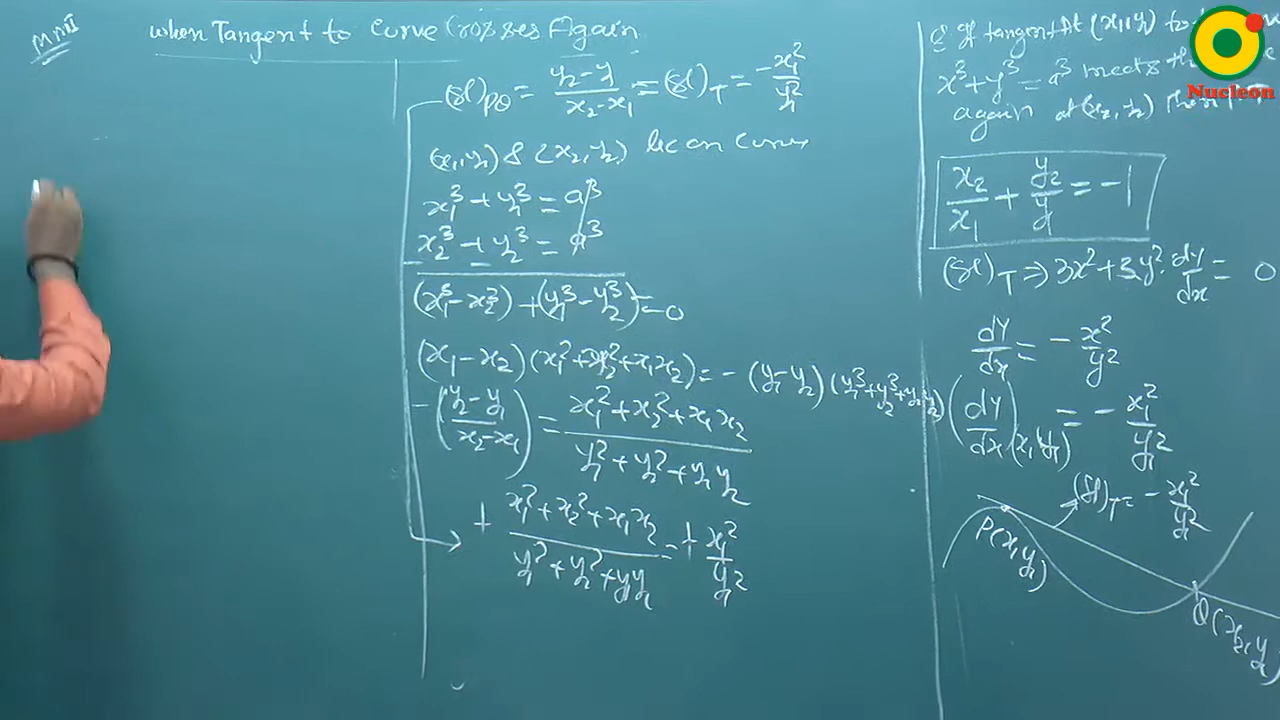 when Tangent to Curve Crosses Again
(Sl)PQ = (y2 - y1)/(x2 - x1) = (Sl)T = -x1²/y1²
(x1, y1) & (x2, y2) lie on Curve
x1³ + y1³ = a³
x2³ + y2³ = a³
(x1³ - x2³) + (y1³ - y2³) = 0
(x1 - x2)(x1² + x2² + x1x2) = -(y1 - y2)(y1³ + y2³ + y1y2)
-((y2 - y1)/(x2 - x1)) = (x1² + x2² + x1x2)/(y1² + y2² + y1y2)
+ (x1² + x2² + x1x2)/(y1² + y2² + y1y2) = + x1²/y1²
Q If tangent At (x1, y1) to
x³ + y³ = a³ meets the
again at (x2, y2) then
x2/x1 + y2/y1 = -1
(Sl)T ⇒ 3x² + 3y² · dy/dx = 0
dy/dx = -x²/y²
(dy/dx)(x1, y1) = -x1²/y1²
(Sl)T = -x1²/y1²
P(x1, y1)
Q(x2, y2)
Nucleon